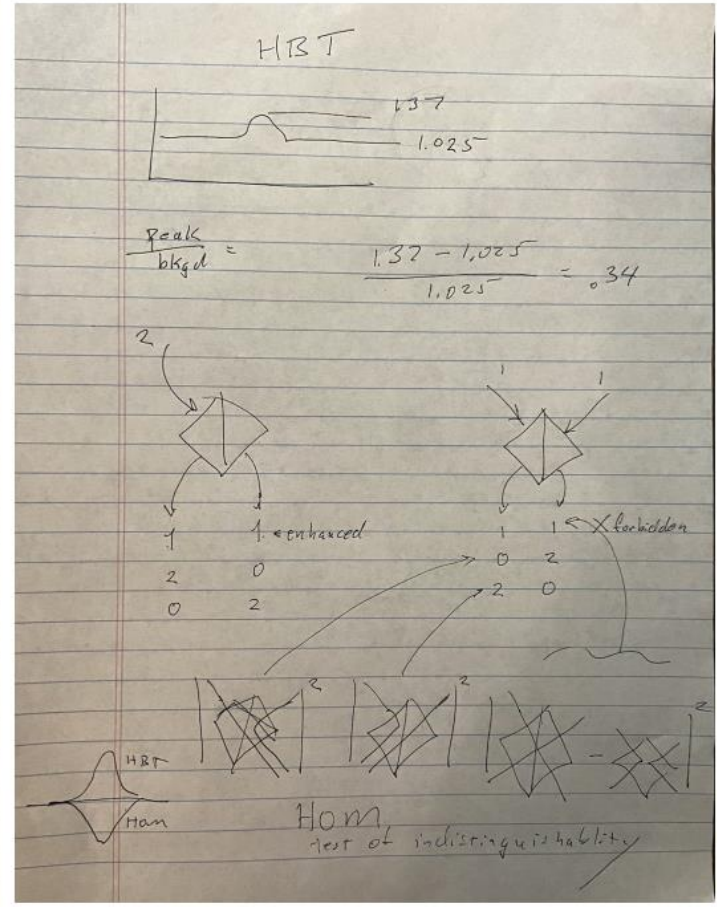 HBT
1.37
1.025
Peak
bkgd =
1.37 - 1.025
1.025
= .34
2
1 1
1 1 enhanced
2 0
0 2
1 1 X forbidden
0 2
2 0
2 2 2
-
HBT
Hom
HOM
Test of indistinguishablity